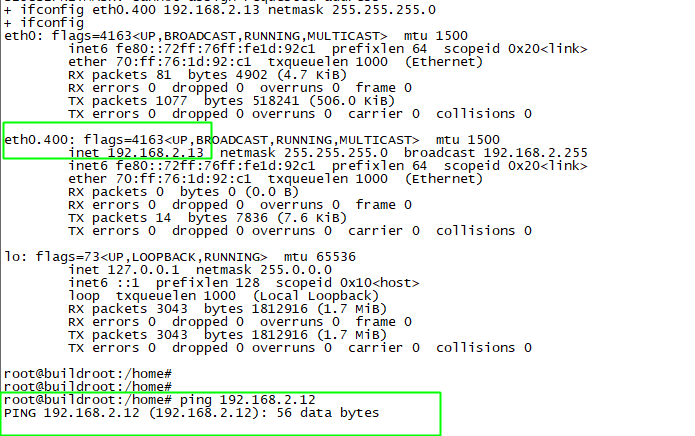 + ifconfig eth0.400 192.168.2.13 netmask 255.255.255.0
+ ifconfig
eth0: flags=4163<UP,BROADCAST,RUNNING,MULTICAST>  mtu 1500
        inet6 fe80::72ff:76ff:fe1d:92c1  prefixlen 64  scopeid 0x20<link>
        ether 70:ff:76:1d:92:c1  txqueuelen 1000  (Ethernet)
        RX packets 81  bytes 4902 (4.7 KiB)
        RX errors 0  dropped 0  overruns 0  frame 0
        TX packets 1077  bytes 518241 (506.0 KiB)
        TX errors 0  dropped 0 overruns 0  carrier 0  collisions 0
eth0.400: flags=4163<UP,BROADCAST,RUNNING,MULTICAST>  mtu 1500
        inet 192.168.2.13  netmask 255.255.255.0  broadcast 192.168.2.255
        inet6 fe80::72ff:76ff:fe1d:92c1  prefixlen 64  scopeid 0x20<link>
        ether 70:ff:76:1d:92:c1  txqueuelen 1000  (Ethernet)
        RX packets 0  bytes 0 (0.0 B)
        RX errors 0  dropped 0  overruns 0  frame 0
        TX packets 14  bytes 7836 (7.6 KiB)
        TX errors 0  dropped 0 overruns 0  carrier 0  collisions 0
lo: flags=73<UP,LOOPBACK,RUNNING>  mtu 65536
        inet 127.0.0.1  netmask 255.0.0.0
        inet6 ::1  prefixlen 128  scopeid 0x10<host>
        loop  txqueuelen 1000  (Local Loopback)
        RX packets 3043  bytes 1812916 (1.7 MiB)
        RX errors 0  dropped 0  overruns 0  frame 0
        TX packets 3043  bytes 1812916 (1.7 MiB)
        TX errors 0  dropped 0 overruns 0  carrier 0  collisions 0
root@buildroot:/home#
root@buildroot:/home#
root@buildroot:/home# ping 192.168.2.12
PING 192.168.2.12 (192.168.2.12): 56 data bytes